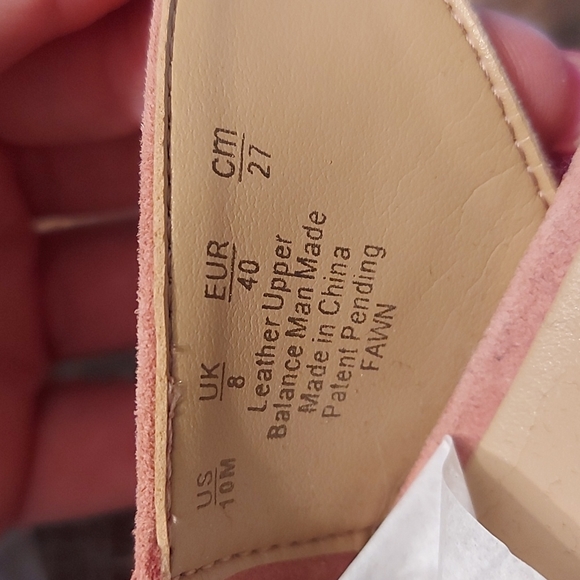 US UK EUR cm
10M 8 40 27
Leather Upper
Balance Man Made
Made in China
Patent Pending
FAWN